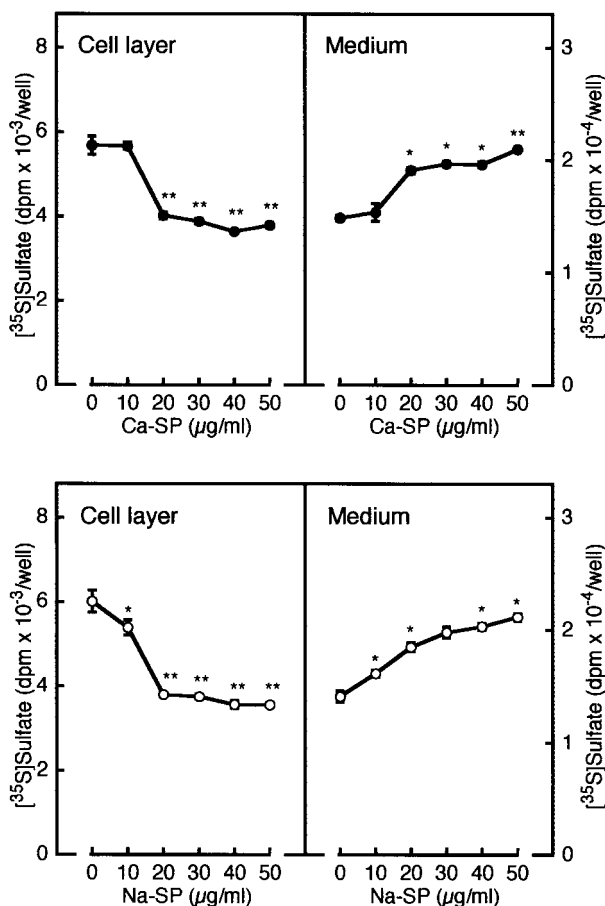 Cell layer
Medium
8
6
4
2
0
[³⁵S]Sulfate (dpm x 10⁻³/well)
3
2
1
0
[³⁵S]Sulfate (dpm x 10⁻⁴/well)
** ** ** **
* * * **
0 10 20 30 40 50
Ca-SP (µg/ml)
0 10 20 30 40 50
Ca-SP (µg/ml)
Cell layer
Medium
8
6
4
2
0
[³⁵S]Sulfate (dpm x 10⁻³/well)
3
2
1
0
[³⁵S]Sulfate (dpm x 10⁻⁴/well)
* ** ** ** **
* * * *
0 10 20 30 40 50
Na-SP (µg/ml)
0 10 20 30 40 50
Na-SP (µg/ml)